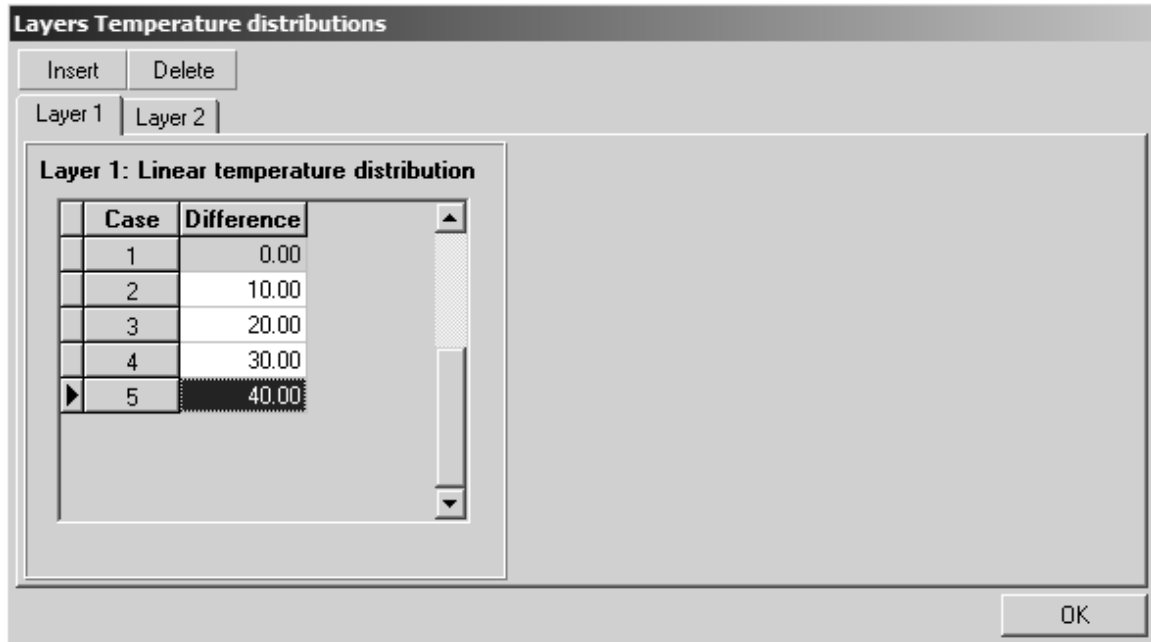 Layers Temperature distributions
Insert Delete
Layer 1 Layer 2
Layer 1: Linear temperature distribution
Case Difference
1 0.00
2 10.00
3 20.00
4 30.00
5 40.00
OK